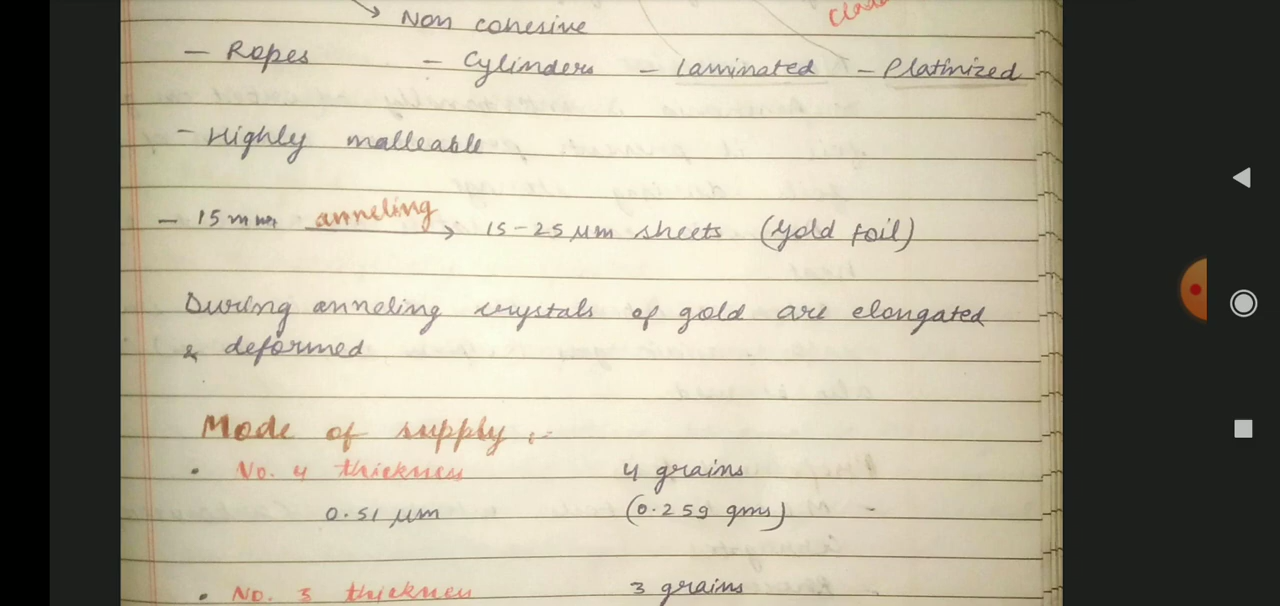 Non cohesive
- Ropes - Cylinders - Laminated - Platinized
- Highly malleable
- 15 mm anneling 15-25 μm sheets (gold foil)
During anneling crystals of gold are elongated
& deformed
Mode of supply :-
• No. 4 thickness 4 grains
0.51 μm (0.259 gms)
• No. 3 thickness 3 grains